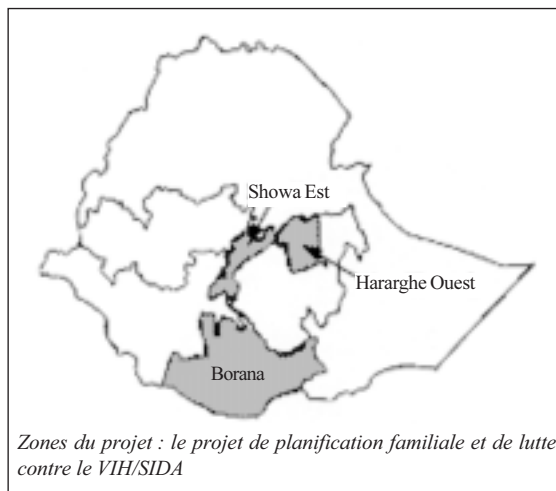 Showa Est
Hararghe Ouest
Borana
Zones du projet : le projet de planification familiale et de lutte
contre le VIH/SIDA